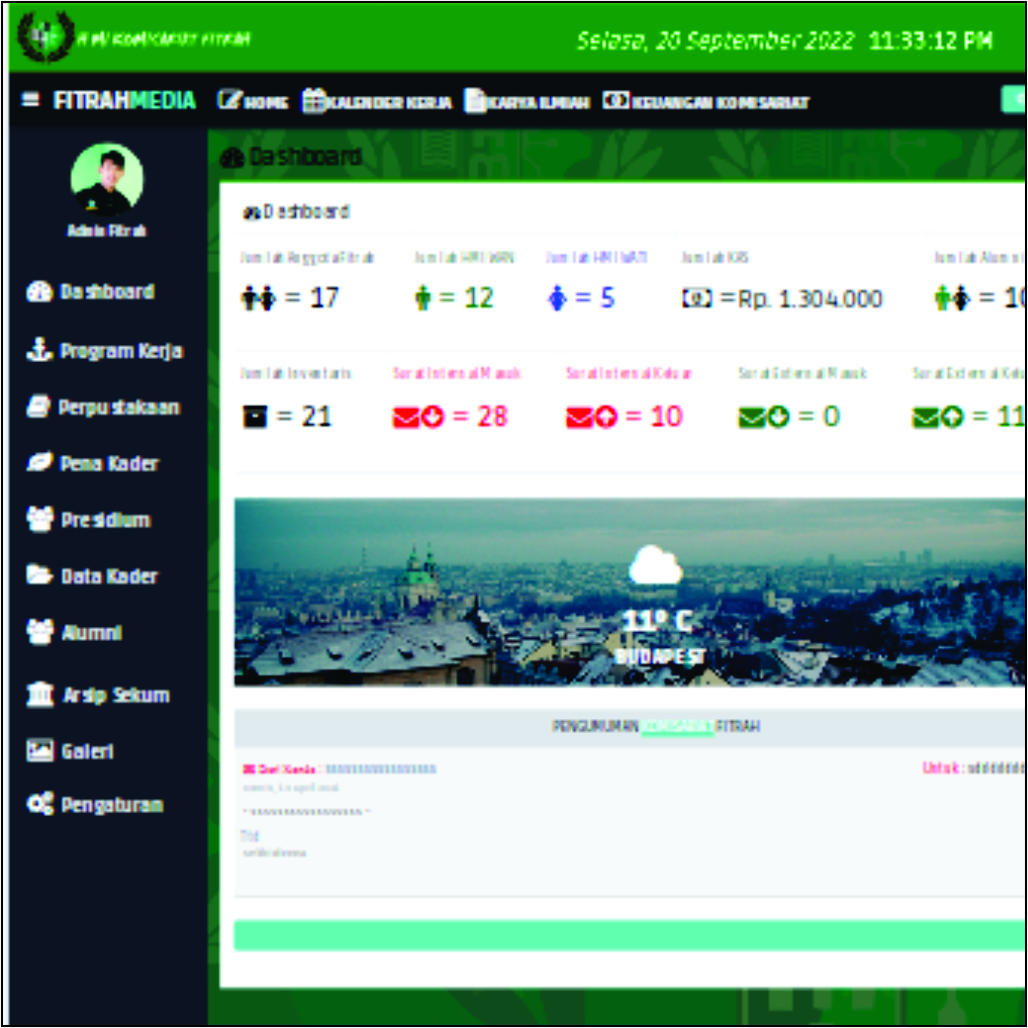 HMI KOMISARIAT FITRAH
Selasa, 20 September 2022 11:33:12 PM
FITRAHMEDIA HOME KALENDER KERJA KARYA ILMIAH KEUANGAN KOMISARIAT
Dashboard
Admin Fitrah
Dashboard
Program Kerja
Perpustakaan
Pena Kader
Presidium
Data Kader
Alumni
Arsip Sekum
Galeri
Pengaturan
Dashboard
Jumlah Anggota Fitrah Jumlah HMI WAN Jumlah HMI WATI Jumlah KAS Jumlah Alumni
= 17 = 12 = 5 =Rp. 1.304.000 = 10
Jumlah Inventaris Surat Internal Masuk Surat Internal Keluar Surat External Masuk Surat External Kelu
= 21 = 28 = 10 = 0 = 11
11° C
BUDAPEST
PENGUMUMAN KOMISARIAT FITRAH
Dari Kanda : Untuk :
Ttd